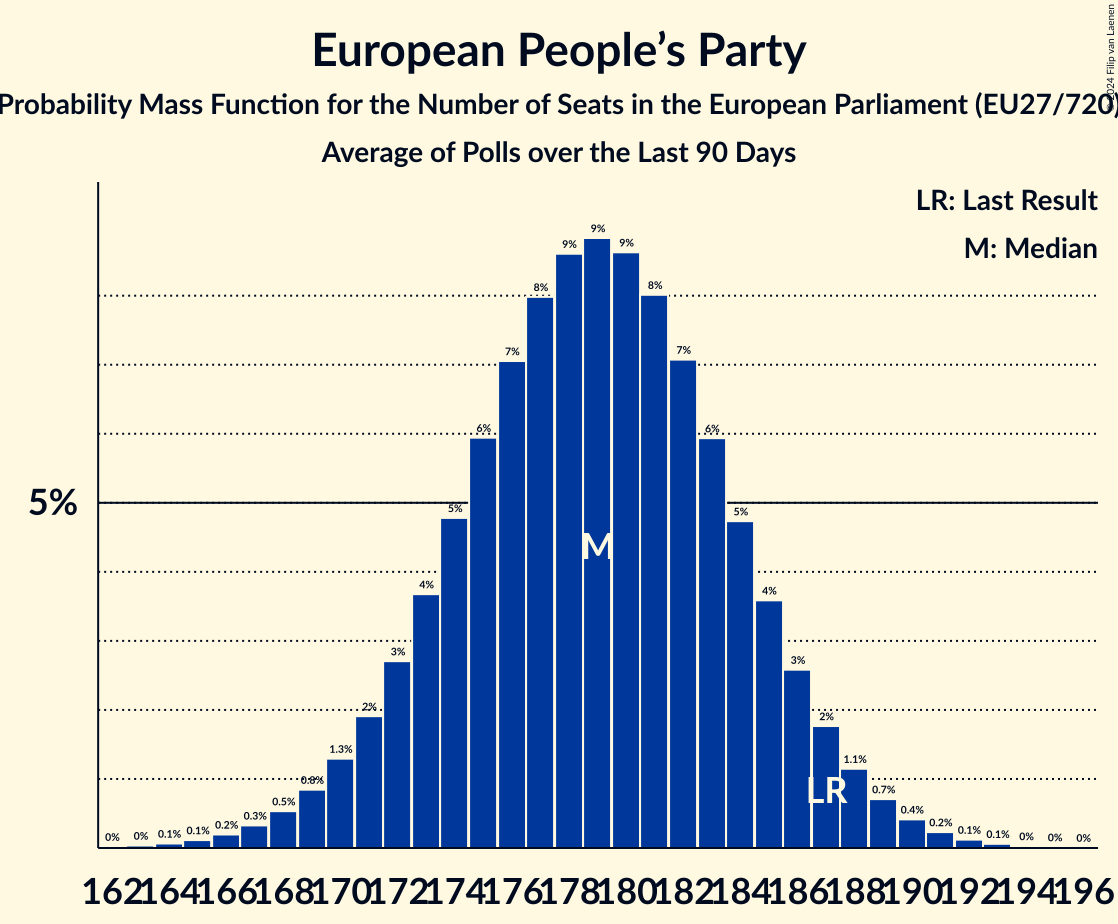 European People’s Party
Probability Mass Function for the Number of Seats in the European Parliament (EU27/720)
Average of Polls over the Last 90 Days
©2024 Filip van Laenen
LR: Last Result
M: Median
5%
0% 0% 0.1% 0.1% 0.2% 0.3% 0.5% 0.8% 1.3% 2% 3% 4% 5% 6% 7% 8% 9% 9% 9% 8% 7% 6% 5% 4% 3% 2% 1.1% 0.7% 0.4% 0.2% 0.1% 0.1% 0% 0% 0%
M
LR
162 164 166 168 170 172 174 176 178 180 182 184 186 188 190 192 194 196